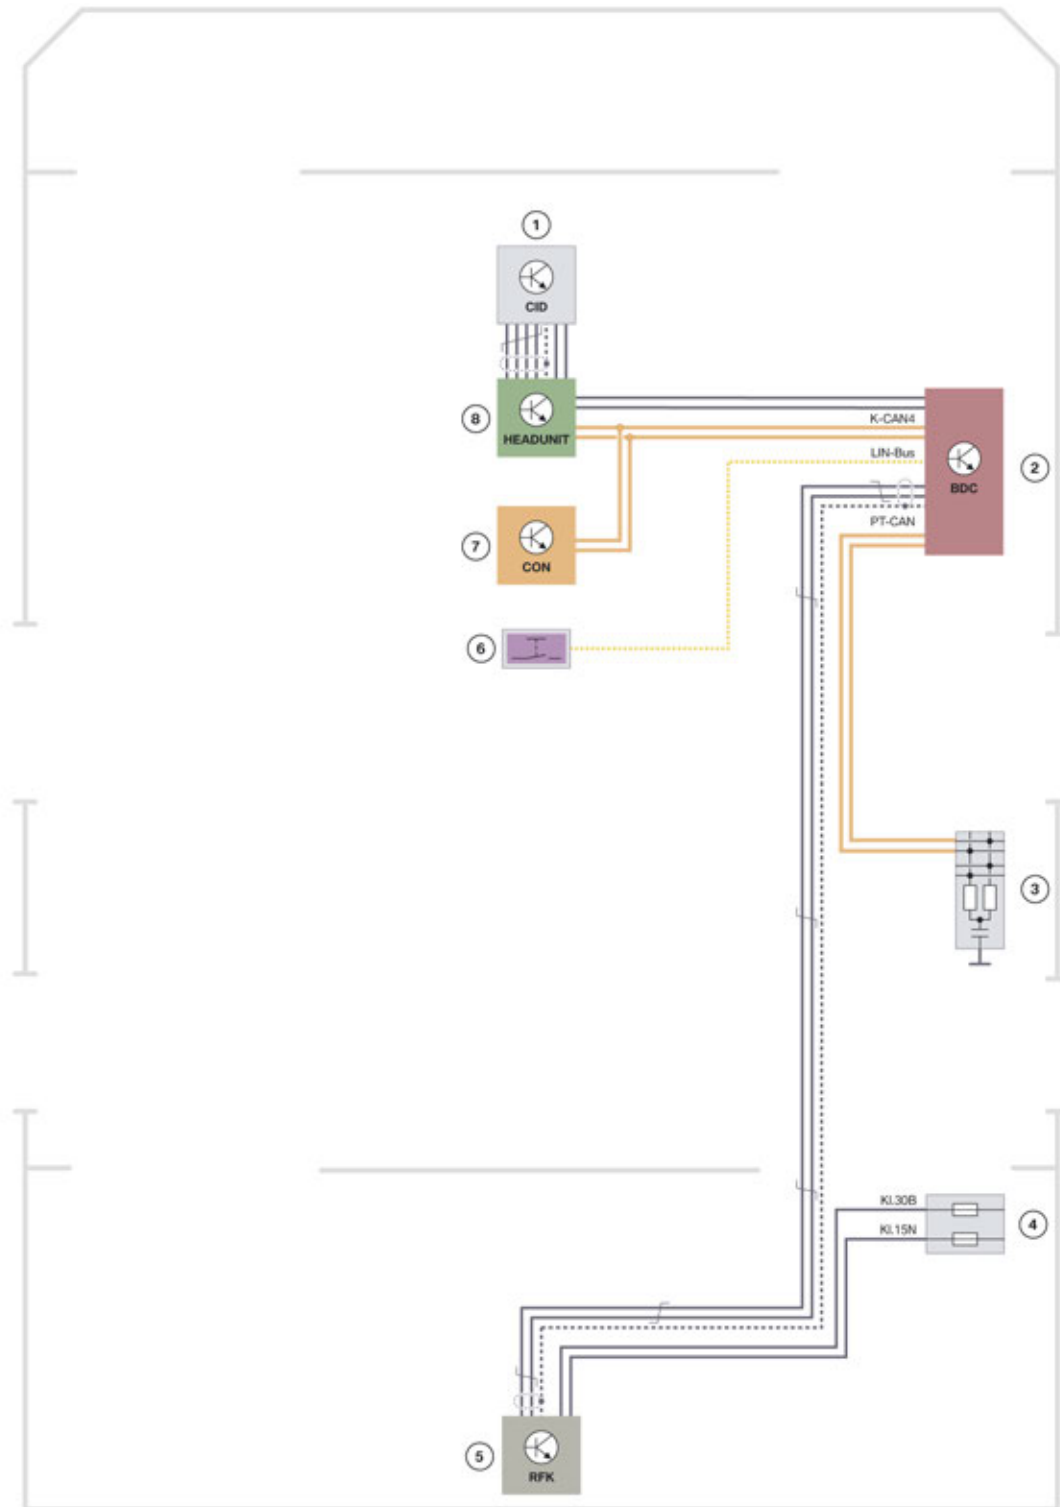 1
CID
8
HEADUNIT
K-CAN4
LIN-Bus
BDC
2
PT-CAN
7
CON
6
3
Kl.30B
4
Kl.15N
5
RFK